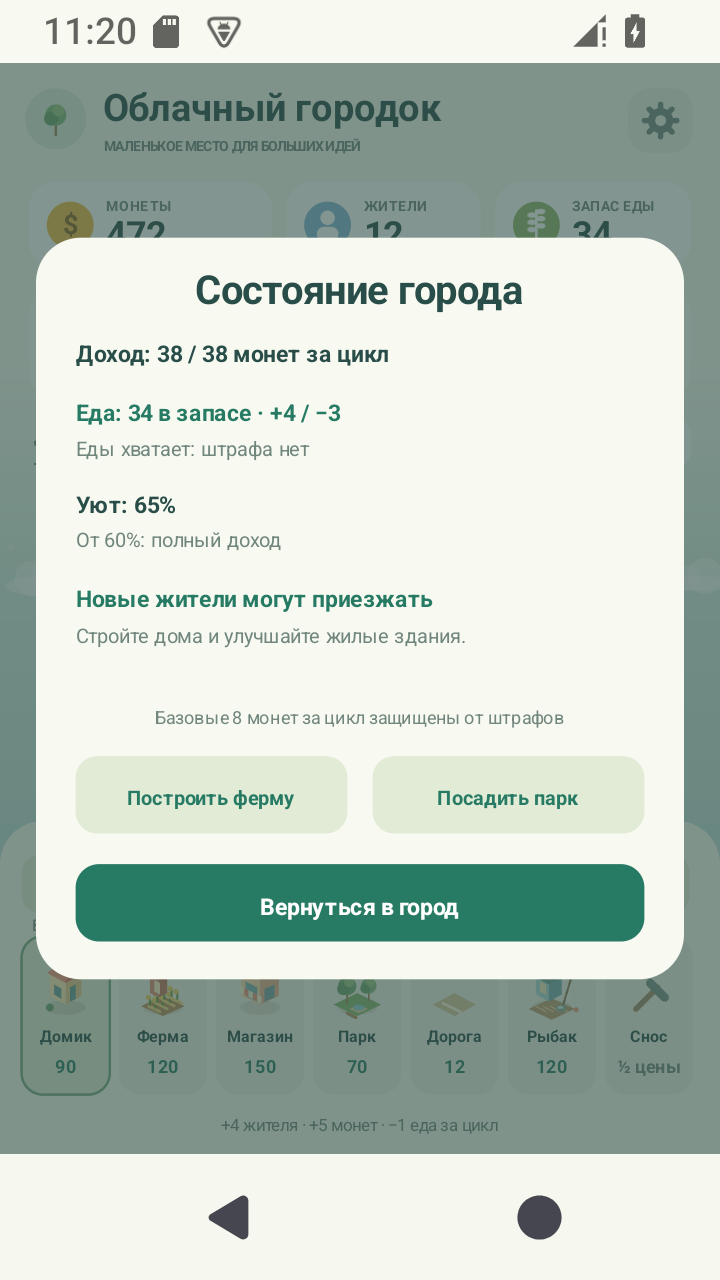 11:20
Облачный городок
МАЛЕНЬКОЕ МЕСТО ДЛЯ БОЛЬШИХ ИДЕЙ
МОНЕТЫ
ЖИТЕЛИ
ЗАПАС ЕДЫ
$
472
12
34
Состояние города
Доход: 38 / 38 монет за цикл
Еда: 34 в запасе · +4 / −3
Еды хватает: штрафа нет
Уют: 65%
От 60%: полный доход
Новые жители могут приезжать
Стройте дома и улучшайте жилые здания.
Базовые 8 монет за цикл защищены от штрафов
Построить ферму
Посадить парк
Вернуться в город
Домик
Ферма
Магазин
Парк
Дорога
Рыбак
Снос
90
120
150
70
12
120
½ цены
+4 жителя · +5 монет · −1 еда за цикл